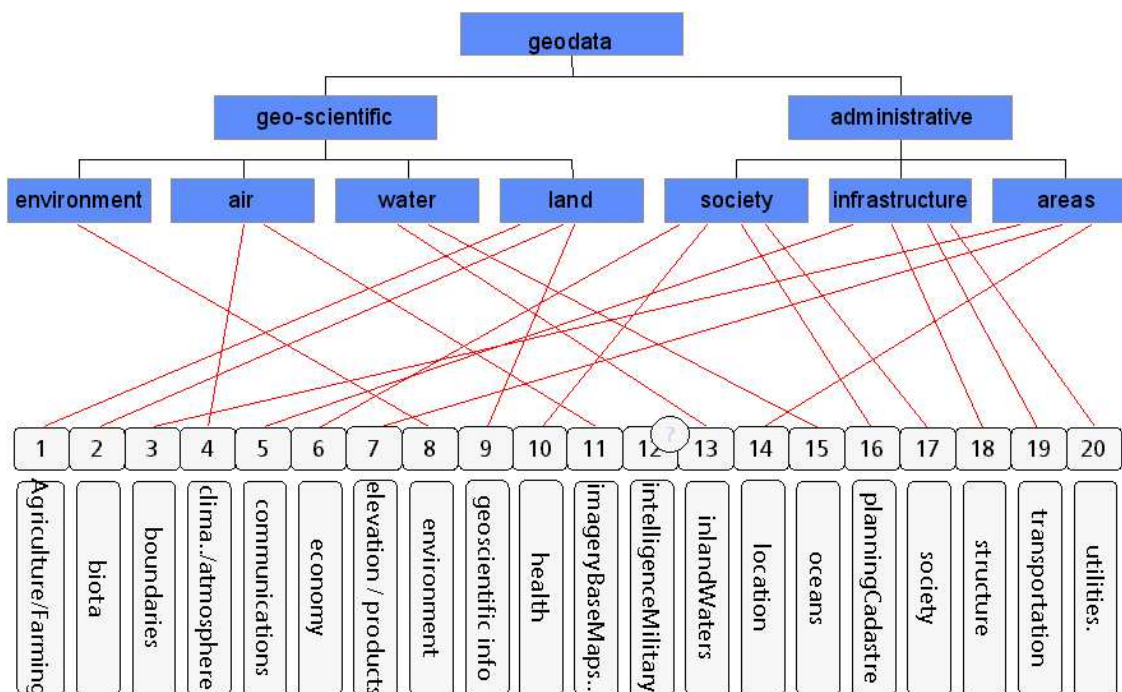 geodata
geo-scientific
administrative
environment
air
water
land
society
infrastructure
areas
1
2
3
4
5
6
7
8
9
10
11
12
?
13
14
15
16
17
18
19
20
Agriculture/Farming
biota
boundaries
clima../atmosphere
communications
economy
elevation / products
environment
geoscientific info
health
imageryBaseMaps..
intelligenceMilitary
inlandWaters
location
oceans
planningCadastre
society
structure
transportation
utilities.